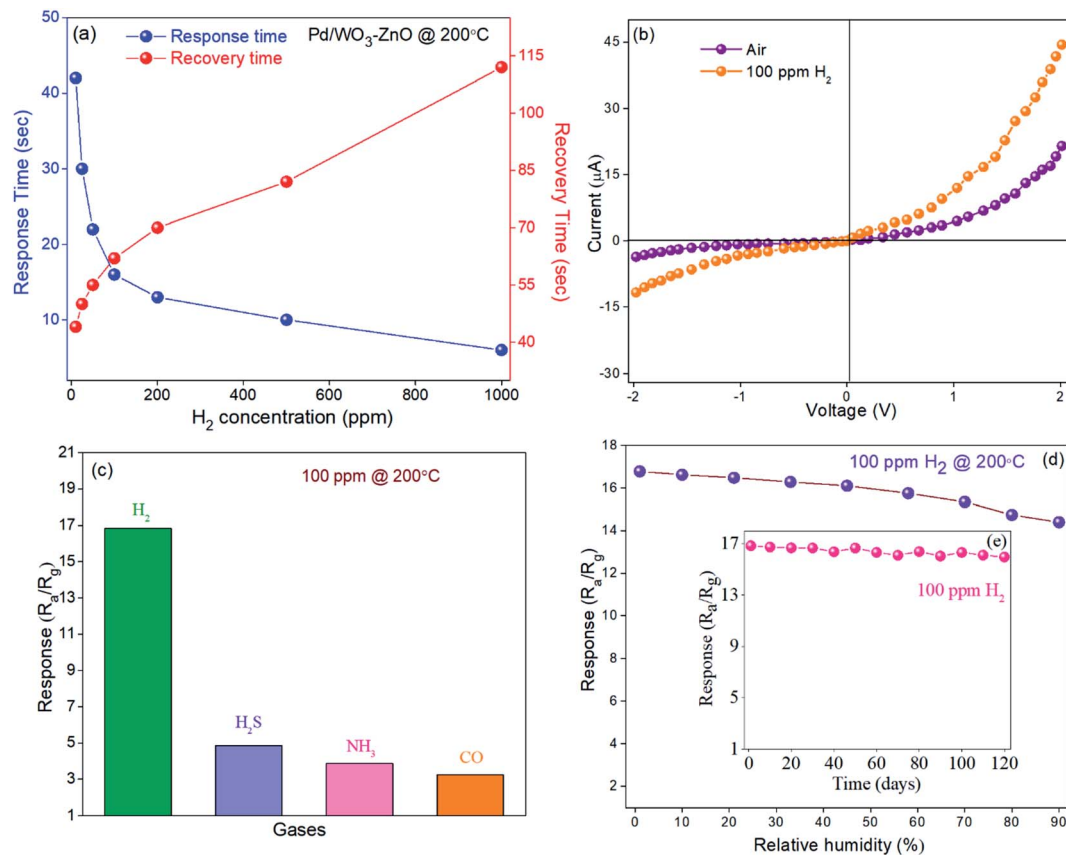 (a)
Response time
Recovery time
Pd/WO₃-ZnO @ 200°C
Response Time (sec)
50
40
30
20
10
Recovery Time (sec)
115
100
85
70
55
40
0 200 400 600 800 1000
H₂ concentration (ppm)
(b)
Air
100 ppm H₂
Current (μA)
45
30
15
0
-15
-30
-2 -1 0 1 2
Voltage (V)
(c)
100 ppm @ 200°C
Response (Rₐ/R_g)
21
19
17
15
13
11
9
7
5
3
1
H₂
H₂S
NH₃
CO
Gases
100 ppm H₂ @ 200°C (d)
Response (Rₐ/R_g)
18
16
14
12
10
8
6
4
2
0 10 20 30 40 50 60 70 80 90
Relative humidity (%)
(e)
100 ppm H₂
Response (Rₐ/R_g)
17
13
9
5
1
0 20 40 60 80 100 120
Time (days)